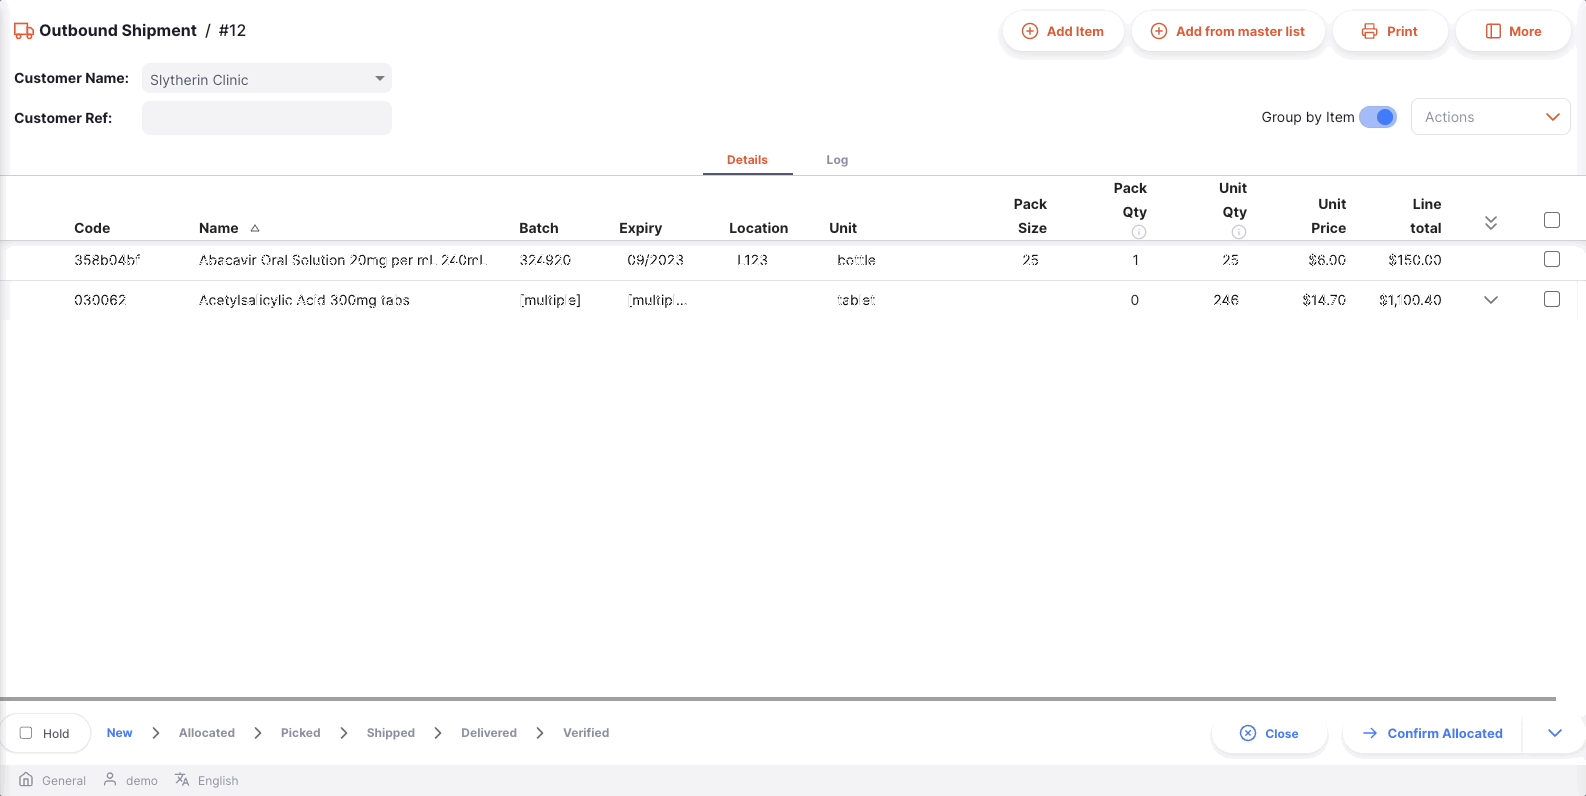 Outbound Shipment / #12
Add Item
Add from master list
Print
More
Customer Name: Slytherin Clinic
Customer Ref:
Group by Item
Actions
Details
Log
Code Name Batch Expiry Location Unit Pack Size Pack Qty Unit Qty Unit Price Line total
358b04bf Abacavir Oral Solution 20mg per mL 240mL 324920 09/2023 L123 bottle 25 1 25 $6.00 $150.00
030062 Acetylsalicylic Acid 300mg tabs [multiple] [multipl... tablet 0 246 $14.70 $1,100.40
Hold New Allocated Picked Shipped Delivered Verified Close Confirm Allocated
General demo English